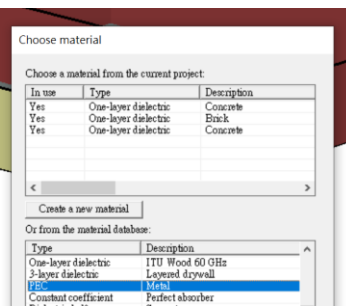 Choose material
Choose a material from the current project:
In use Type Description
Yes One-layer dielectric Concrete
Yes One-layer dielectric Brick
Yes One-layer dielectric Concrete
Create a new material
Or from the material database:
Type Description
One-layer dielectric ITU Wood 60 GHz
3-layer dielectric Layered drywall
PEC Metal
Constant coefficient Perfect absorber